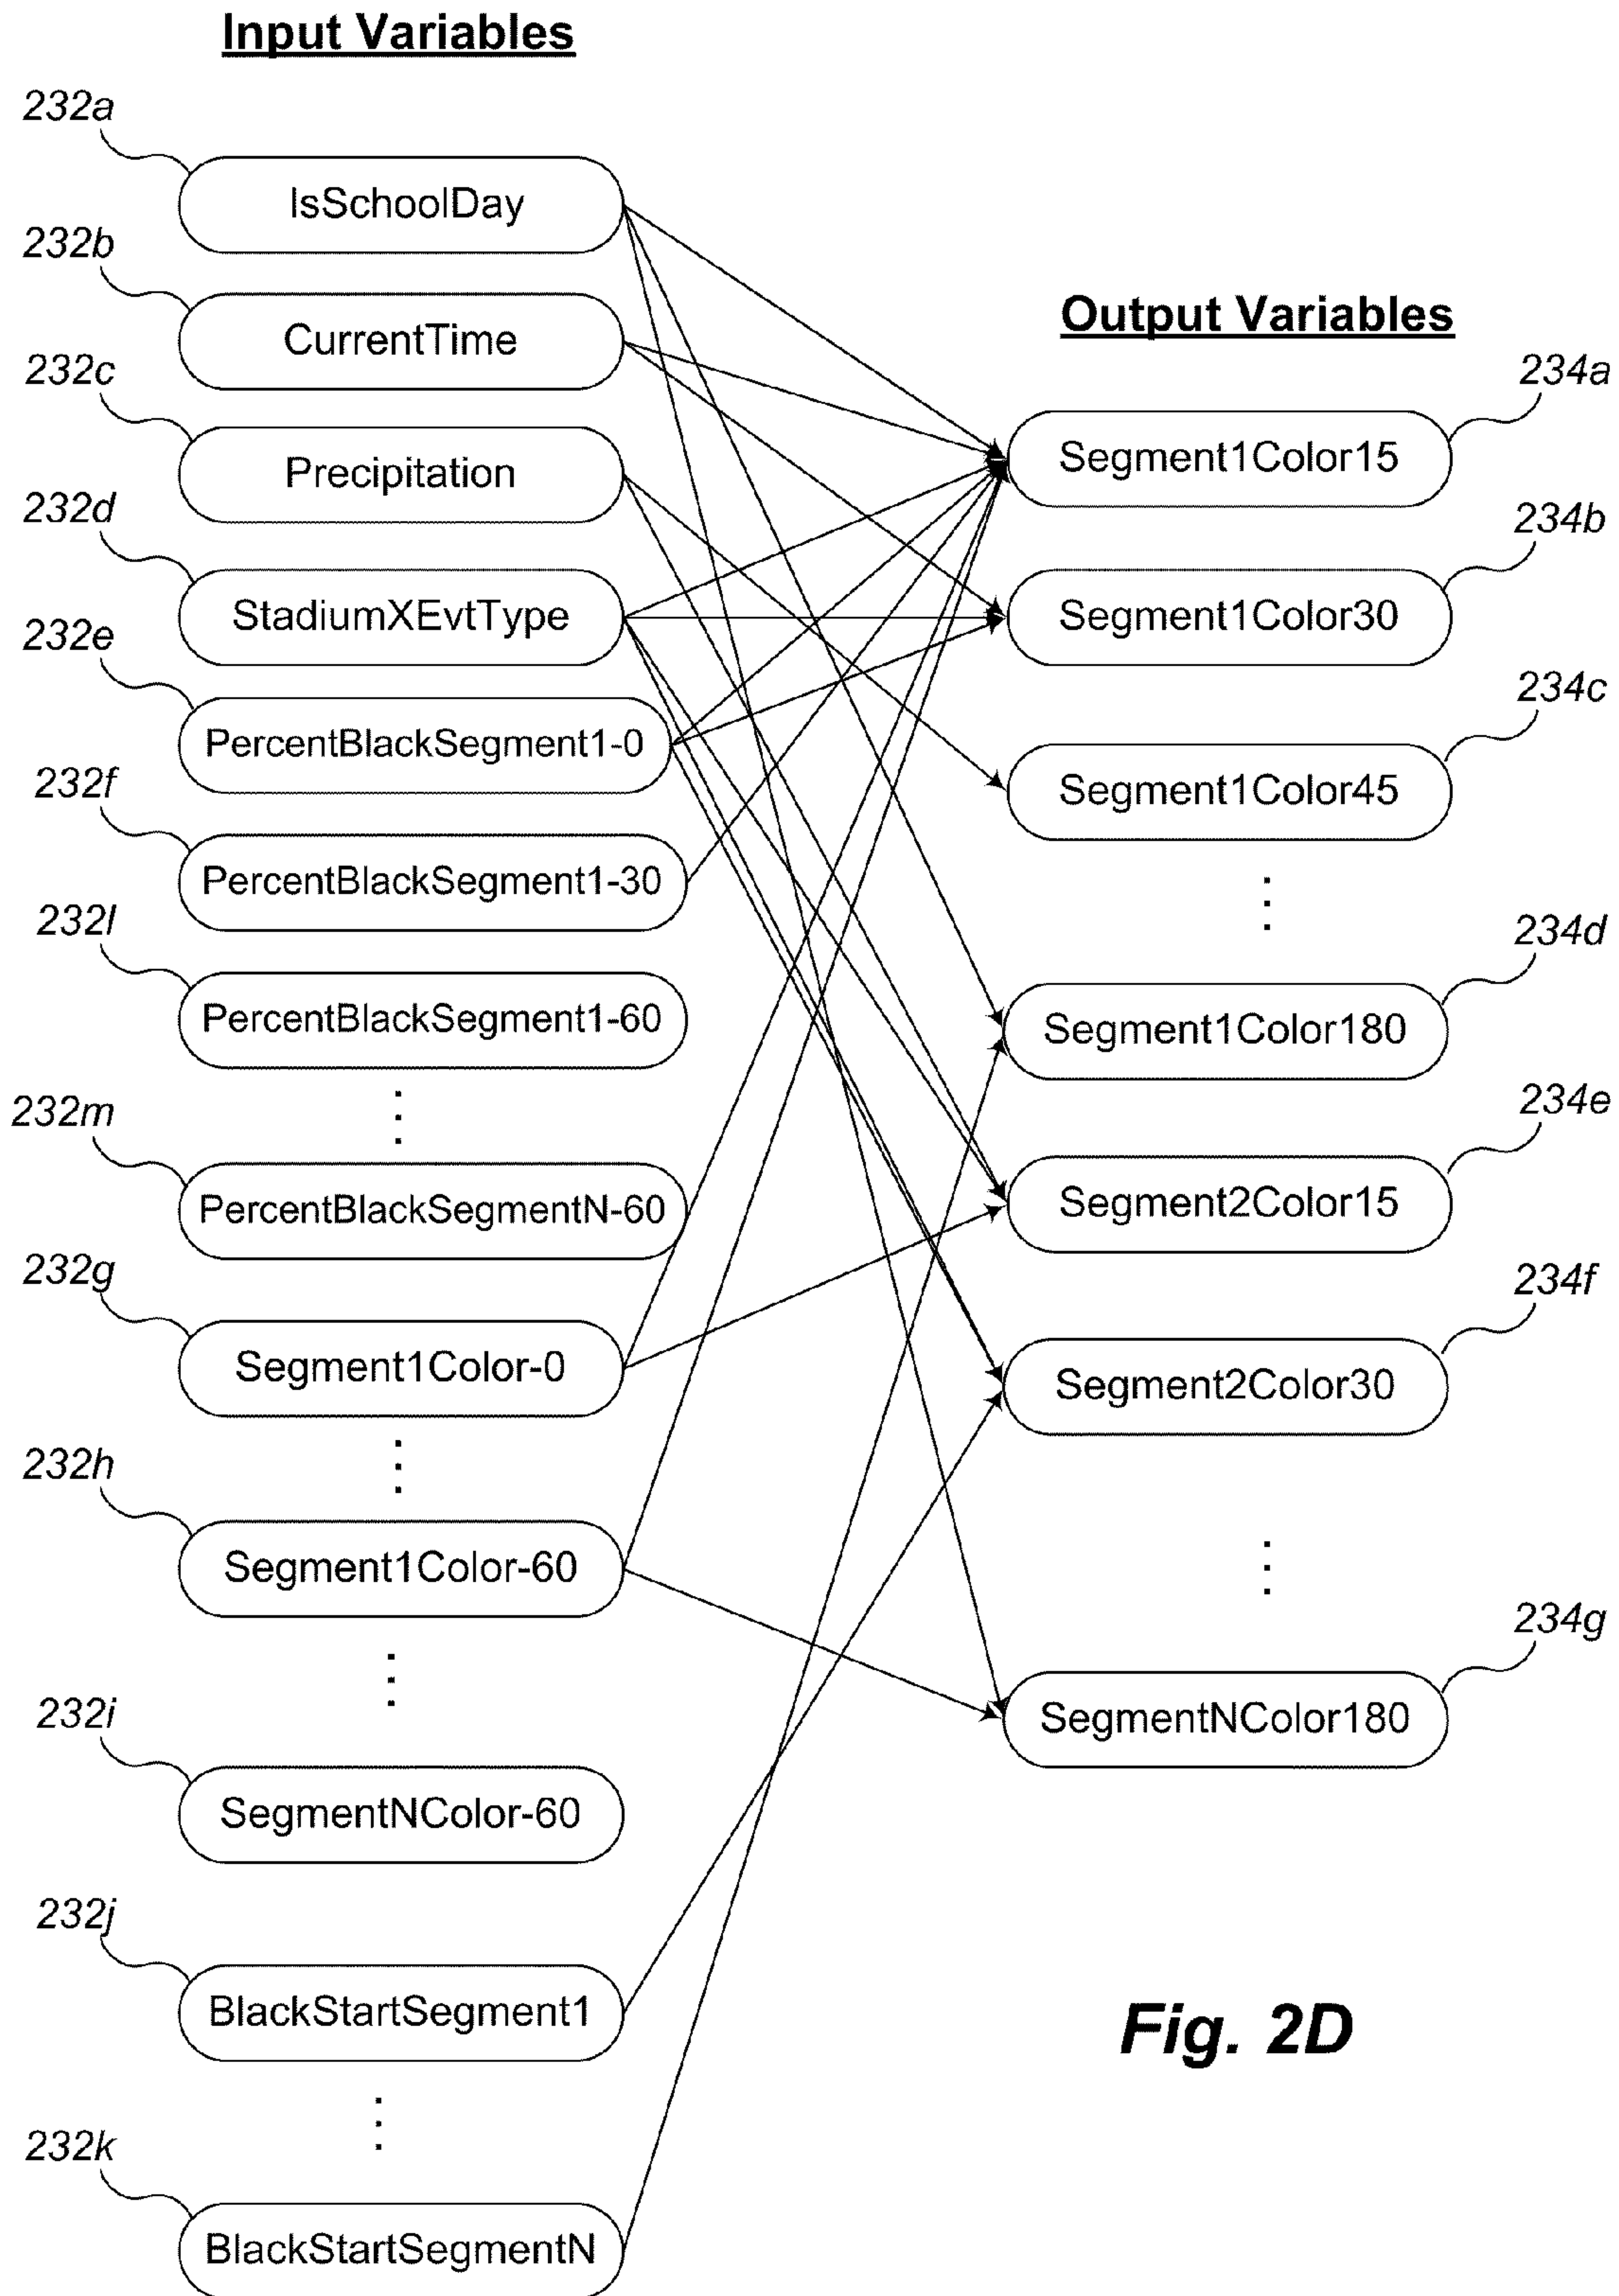 Input Variables
232a
IsSchoolDay
232b
CurrentTime
232c
Precipitation
232d
StadiumXEvtType
232e
PercentBlackSegment1-0
232f
PercentBlackSegment1-30
232l
PercentBlackSegment1-60
232m
PercentBlackSegmentN-60
232g
Segment1Color-0
232h
Segment1Color-60
232i
SegmentNColor-60
232j
BlackStartSegment1
232k
BlackStartSegmentN
Output Variables
234a
Segment1Color15
234b
Segment1Color30
234c
Segment1Color45
234d
Segment1Color180
234e
Segment2Color15
234f
Segment2Color30
234g
SegmentNColor180
Fig. 2D